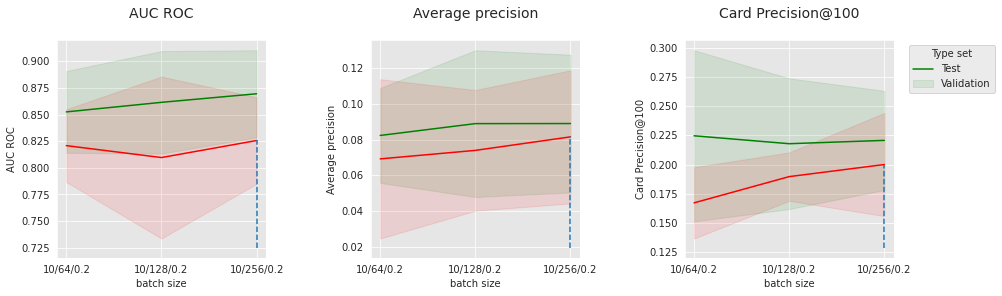 AUC ROC
Average precision
Card Precision@100
AUC ROC
0.900
0.875
0.850
0.825
0.800
0.775
0.750
0.725
10/64/0.2
10/128/0.2
10/256/0.2
batch size
Average precision
0.12
0.10
0.08
0.06
0.04
0.02
10/64/0.2
10/128/0.2
10/256/0.2
batch size
Card Precision@100
0.300
0.275
0.250
0.225
0.200
0.175
0.150
0.125
10/64/0.2
10/128/0.2
10/256/0.2
batch size
Type set
Test
Validation